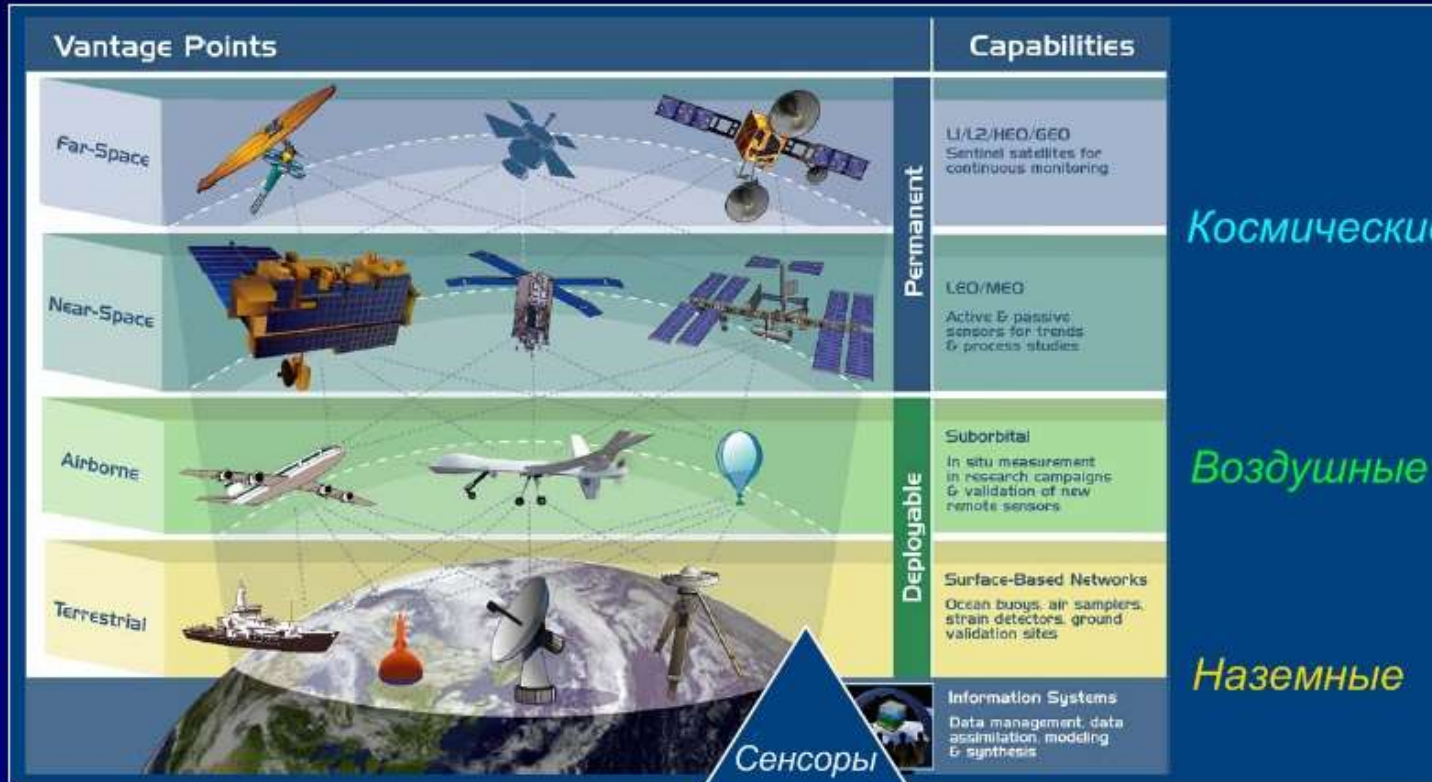 Vantage Points
Capabilities
Far-Space
Permanent
L1/L2/HEO/GEO
Sentinel satellites for
continuous monitoring
Космические
Near-Space
LEO/MEO
Active & passive
sensors for trends
& process studies
Airborne
Deployable
Suborbital
In situ measurement
in research campaigns
& validation of new
remote sensors
Воздушные
Terrestrial
Surface-Based Networks
Ocean buoys, air samplers,
strain detectors, ground
validation sites
Наземные
Information Systems
Data management, data
assimilation, modeling
& synthesis
Сенсоры